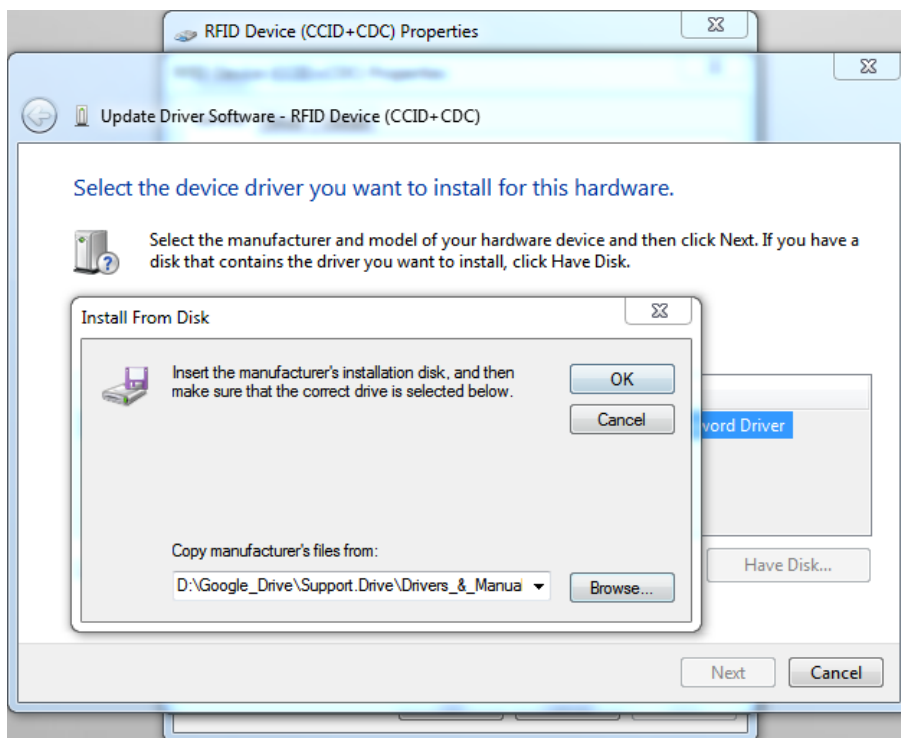 RFID Device (CCID+CDC) Properties
Update Driver Software - RFID Device (CCID+CDC)
Select the device driver you want to install for this hardware.
Select the manufacturer and model of your hardware device and then click Next. If you have a
disk that contains the driver you want to install, click Have Disk.
Install From Disk
Insert the manufacturer's installation disk, and then
make sure that the correct drive is selected below.
OK
Cancel
Driver
Copy manufacturer's files from:
Have Disk...
D:\Google_Drive\Support.Drive\Drivers_&_Manua
Browse...
Next
Cancel